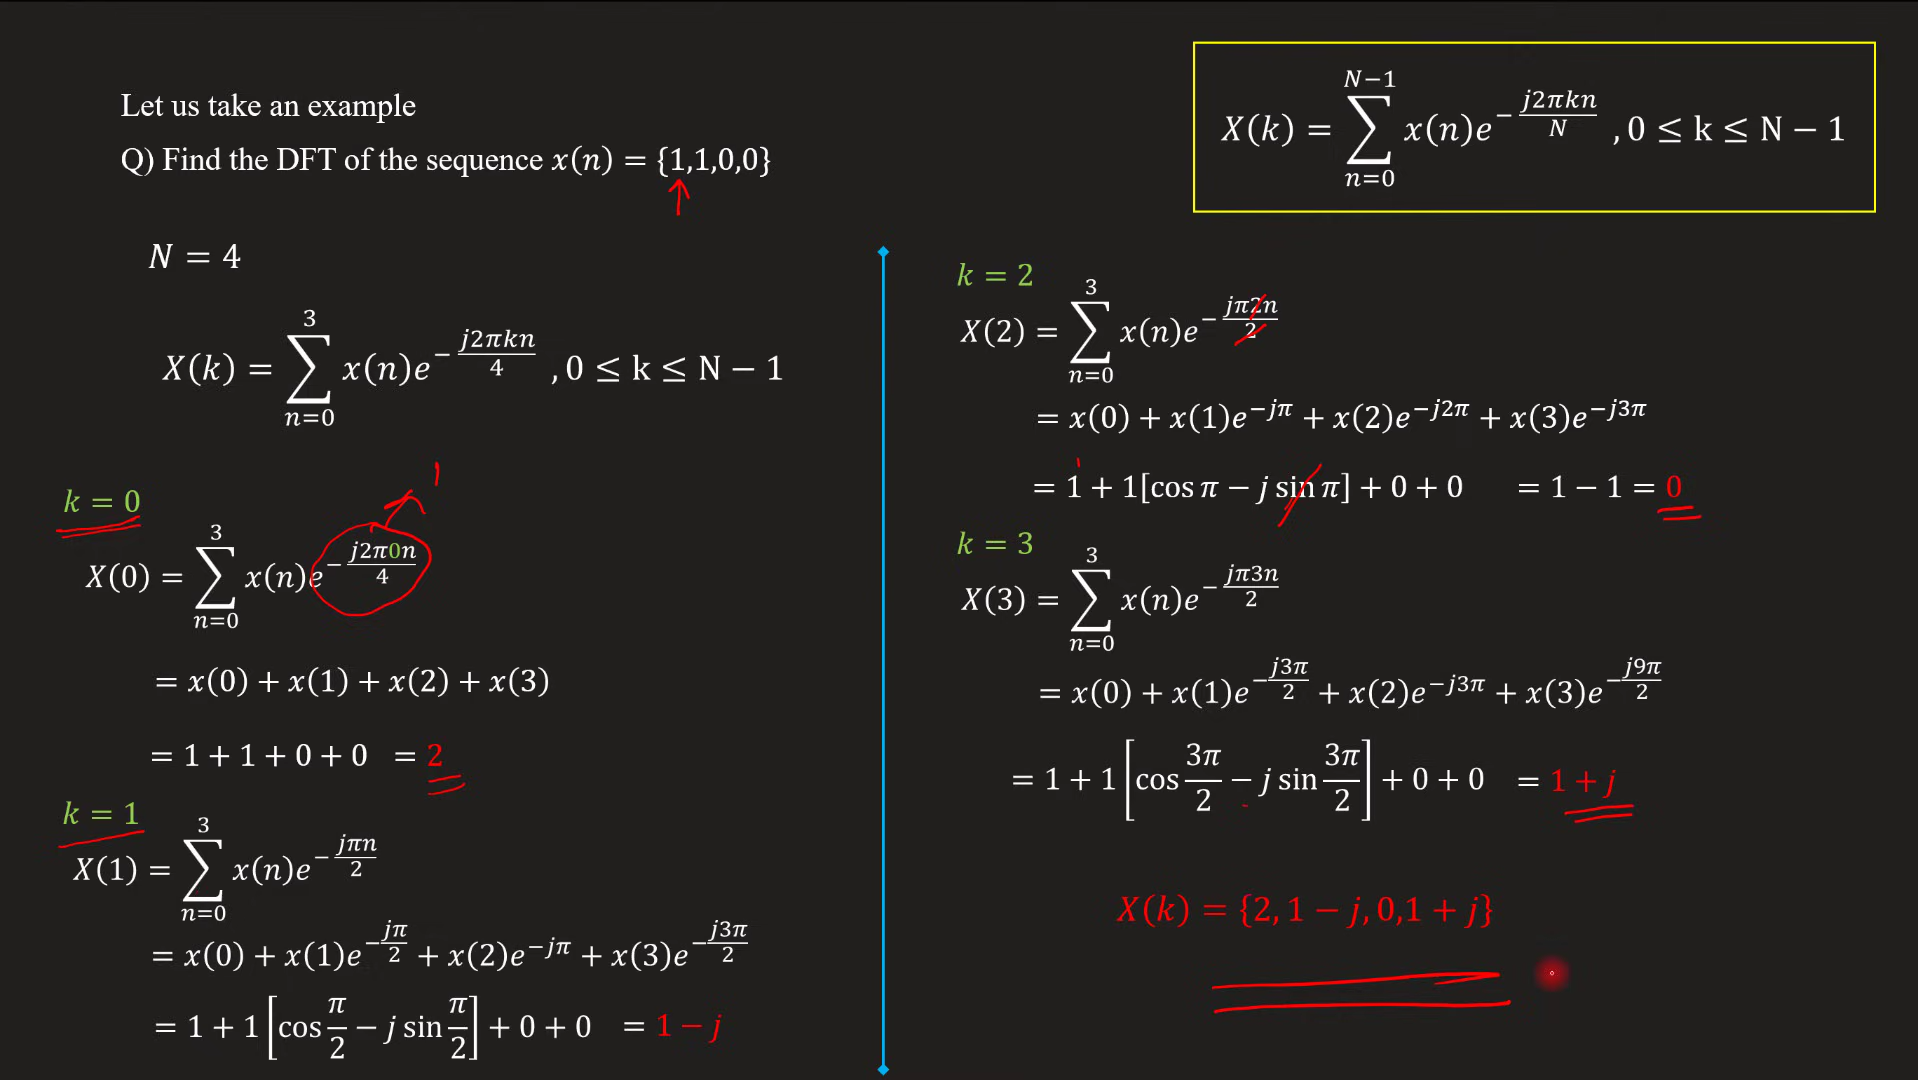 Let us take an example
Q) Find the DFT of the sequence x(n) = {1,1,0,0}
↑
X(k) = ∑_{n=0}^{N−1} x(n)e^{−j2πkn/N} , 0 ≤ k ≤ N − 1
N = 4
X(k) = ∑_{n=0}^{3} x(n)e^{−j2πkn/4} , 0 ≤ k ≤ N − 1
k = 0
1
X(0) = ∑_{n=0}^{3} x(n)e^{−j2π0n/4}
= x(0) + x(1) + x(2) + x(3)
= 1 + 1 + 0 + 0 = 2
k = 1
X(1) = ∑_{n=0}^{3} x(n)e^{−jπn/2}
= x(0) + x(1)e^{−jπ/2} + x(2)e^{−jπ} + x(3)e^{−j3π/2}
= 1 + 1[cos π/2 − j sin π/2] + 0 + 0 = 1 − j
k = 2
X(2) = ∑_{n=0}^{3} x(n)e^{−jπ2n/2}
= x(0) + x(1)e^{−jπ} + x(2)e^{−j2π} + x(3)e^{−j3π}
= 1 + 1[cos π − j sin π] + 0 + 0 = 1 − 1 = 0
k = 3
X(3) = ∑_{n=0}^{3} x(n)e^{−jπ3n/2}
= x(0) + x(1)e^{−j3π/2} + x(2)e^{−j3π} + x(3)e^{−j9π/2}
= 1 + 1[cos 3π/2 − j sin 3π/2] + 0 + 0 = 1 + j
X(k) = {2, 1 − j, 0,1 + j}